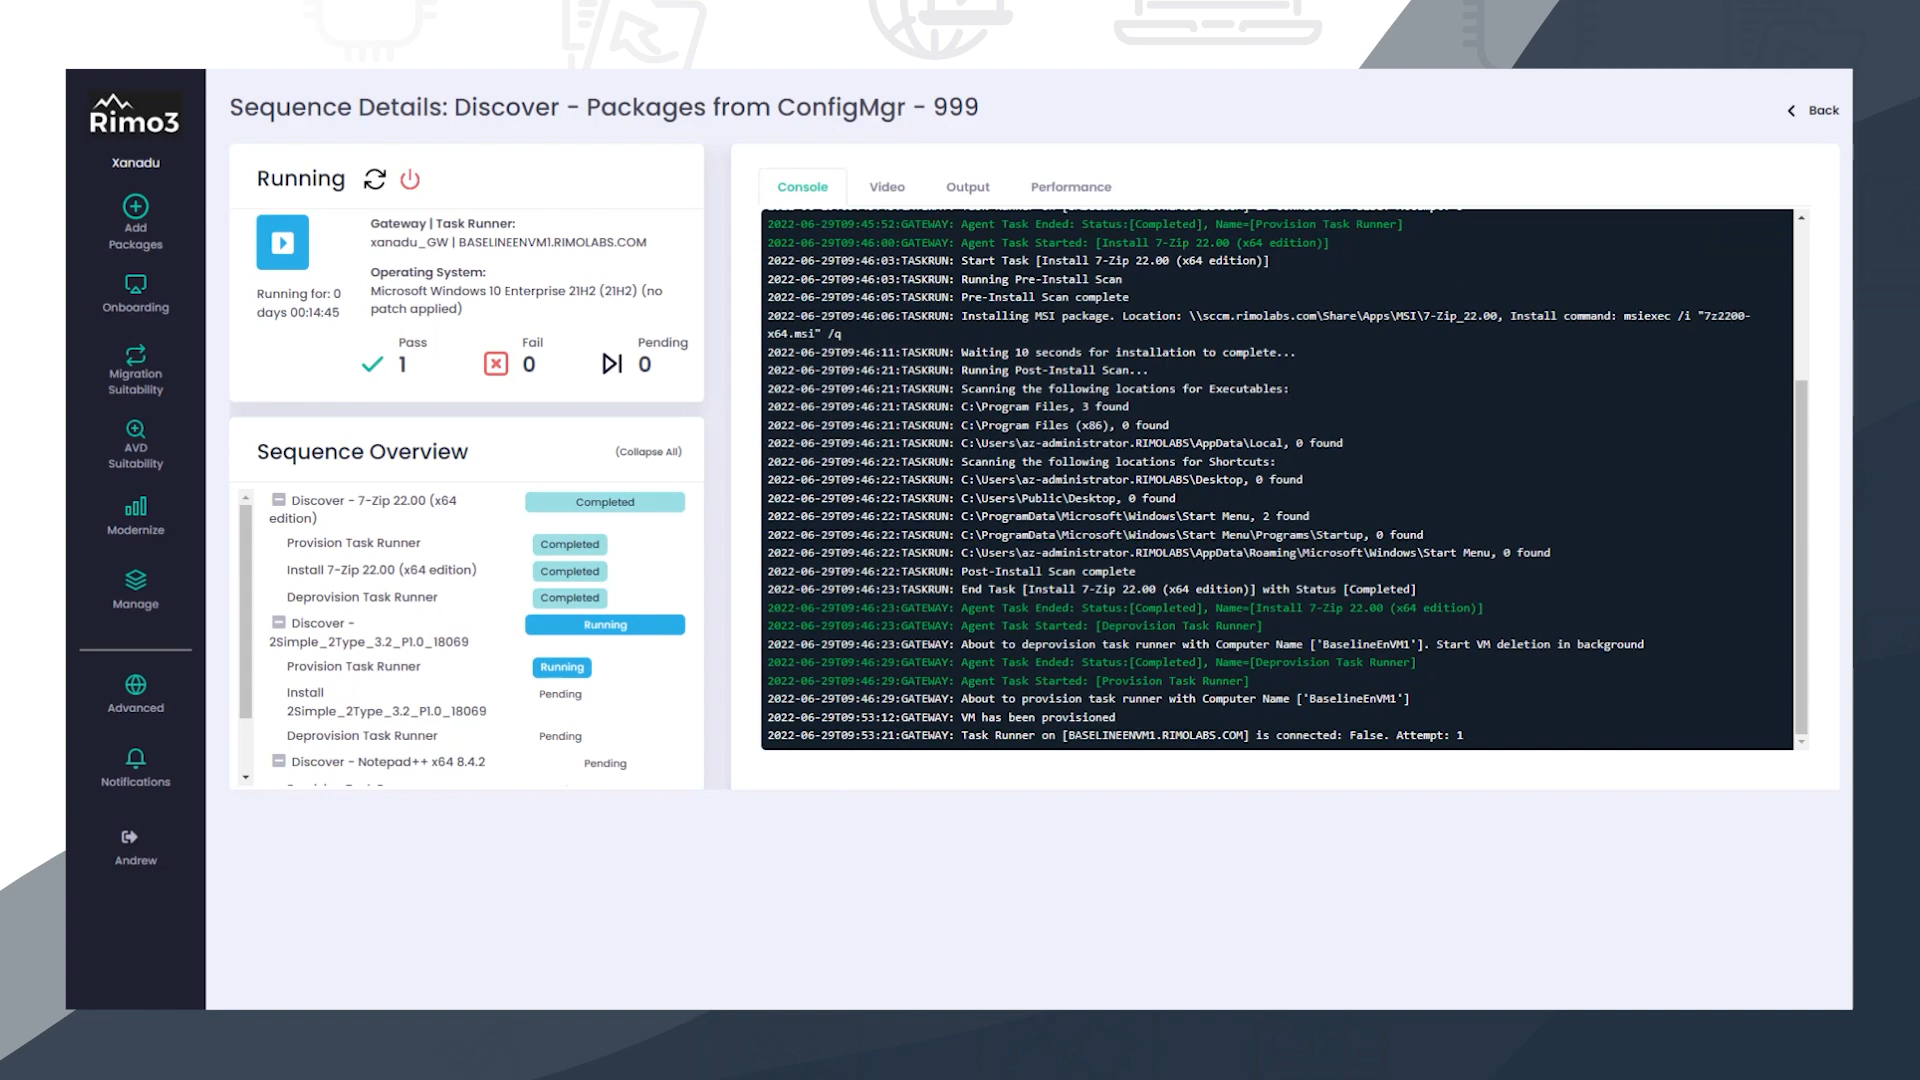 Rimo3
Xanadu
Add
Packages
Onboarding
Migration
Suitability
AVD
Suitability
Modernize
Manage
Advanced
Notifications
Andrew
Sequence Details: Discover - Packages from ConfigMgr - 999
Back
Running
Gateway | Task Runner:
xanadu_GW | BASELINEENVM1.RIMOLABS.COM
Operating System:
Microsoft Windows 10 Enterprise 21H2 (21H2) (no
patch applied)
Running for: 0
days 00:14:45
Pass
1
Fail
0
Pending
0
Sequence Overview
(Collapse All)
Discover - 7-Zip 22.00 (x64
edition)
Completed
Provision Task Runner
Completed
Install 7-Zip 22.00 (x64 edition)
Completed
Deprovision Task Runner
Completed
Discover -
2Simple_2Type_3.2_P1.0_18069
Running
Provision Task Runner
Running
Install
2Simple_2Type_3.2_P1.0_18069
Pending
Deprovision Task Runner
Pending
Discover - Notepad++ x64 8.4.2
Pending
Console
Video
Output
Performance
2022-06-29T09:45:52:GATEWAY: Agent Task Ended: Status:[Completed], Name=[Provision Task Runner]
2022-06-29T09:46:00:GATEWAY: Agent Task Started: [Install 7-Zip 22.00 (x64 edition)]
2022-06-29T09:46:03:TASKRUN: Start Task [Install 7-Zip 22.00 (x64 edition)]
2022-06-29T09:46:03:TASKRUN: Running Pre-Install Scan
2022-06-29T09:46:05:TASKRUN: Pre-Install Scan complete
2022-06-29T09:46:06:TASKRUN: Installing MSI package. Location: \\sccm.rimolabs.com\Share\Apps\MSI\7-Zip_22.00, Install command: msiexec /i "7z2200-
x64.msi" /q
2022-06-29T09:46:11:TASKRUN: Waiting 10 seconds for installation to complete...
2022-06-29T09:46:21:TASKRUN: Running Post-Install Scan...
2022-06-29T09:46:21:TASKRUN: Scanning the following locations for Executables:
2022-06-29T09:46:21:TASKRUN: C:\Program Files, 3 found
2022-06-29T09:46:21:TASKRUN: C:\Program Files (x86), 0 found
2022-06-29T09:46:21:TASKRUN: C:\Users\az-administrator.RIMOLABS\AppData\Local, 0 found
2022-06-29T09:46:22:TASKRUN: Scanning the following locations for Shortcuts:
2022-06-29T09:46:22:TASKRUN: C:\Users\az-administrator.RIMOLABS\Desktop, 0 found
2022-06-29T09:46:22:TASKRUN: C:\Users\Public\Desktop, 0 found
2022-06-29T09:46:22:TASKRUN: C:\ProgramData\Microsoft\Windows\Start Menu, 2 found
2022-06-29T09:46:22:TASKRUN: C:\ProgramData\Microsoft\Windows\Start Menu\Programs\Startup, 0 found
2022-06-29T09:46:22:TASKRUN: C:\Users\az-administrator.RIMOLABS\AppData\Roaming\Microsoft\Windows\Start Menu, 0 found
2022-06-29T09:46:22:TASKRUN: Post-Install Scan complete
2022-06-29T09:46:22:TASKRUN: End Task [Install 7-Zip 22.00 (x64 edition)] with Status [Completed]
2022-06-29T09:46:23:GATEWAY: Agent Task Ended: Status:[Completed], Name=[Install 7-Zip 22.00 (x64 edition)]
2022-06-29T09:46:23:GATEWAY: Agent Task Started: [Deprovision Task Runner]
2022-06-29T09:46:23:GATEWAY: About to deprovision task runner with Computer Name ['BaselineEnVM1']. Start VM deletion in background
2022-06-29T09:46:29:GATEWAY: Agent Task Ended: Status:[Completed], Name=[Deprovision Task Runner]
2022-06-29T09:46:29:GATEWAY: Agent Task Started: [Provision Task Runner]
2022-06-29T09:46:29:GATEWAY: About to provision task runner with Computer Name ['BaselineEnVM1']
2022-06-29T09:53:12:GATEWAY: VM has been provisioned
2022-06-29T09:53:21:GATEWAY: Task Runner on [BASELINEENVM1.RIMOLABS.COM] is connected: False. Attempt: 1